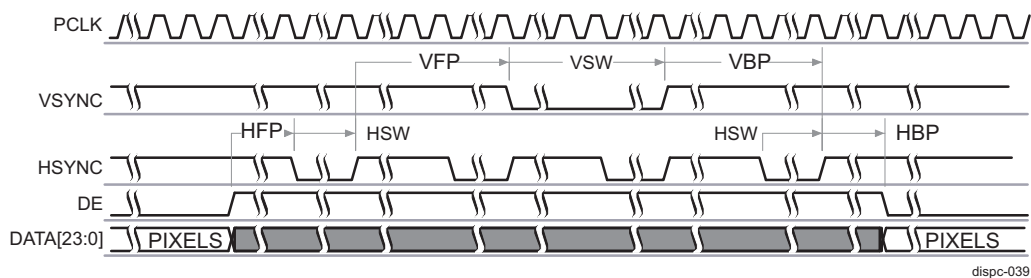 PCLK
VFP VSW VBP
VSYNC
HFP HSW HSW HBP
HSYNC
DE
DATA[23:0] PIXELS PIXELS
dispc-039